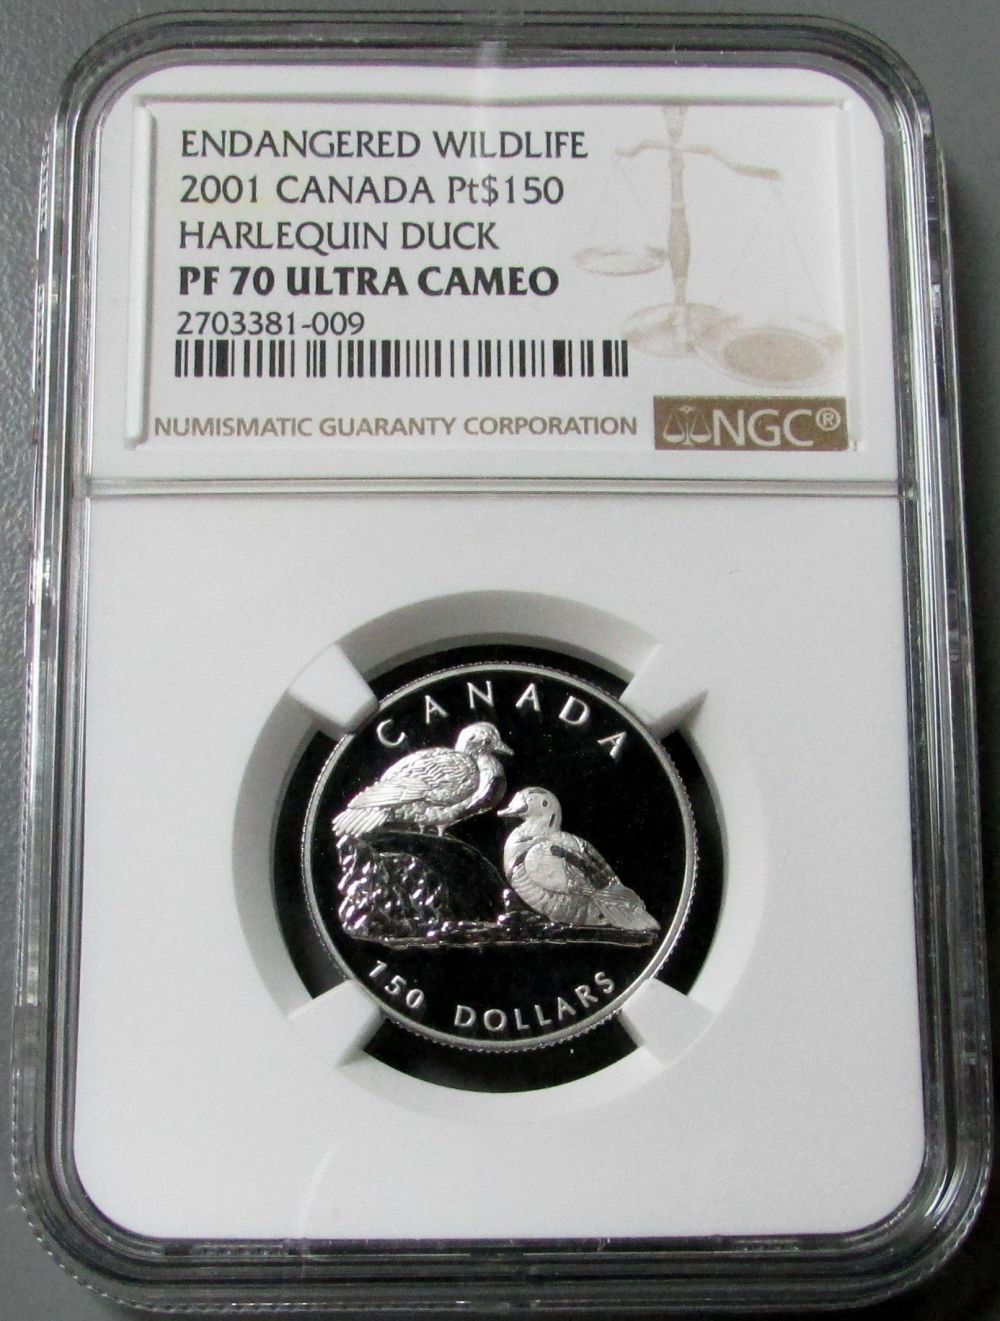 ENDANGERED WILDLIFE
2001 CANADA Pt$150
HARLEQUIN DUCK
PF 70 ULTRA CAMEO
2703381-009
NUMISMATIC GUARANTY CORPORATION
NGC®
CANADA
150 DOLLARS